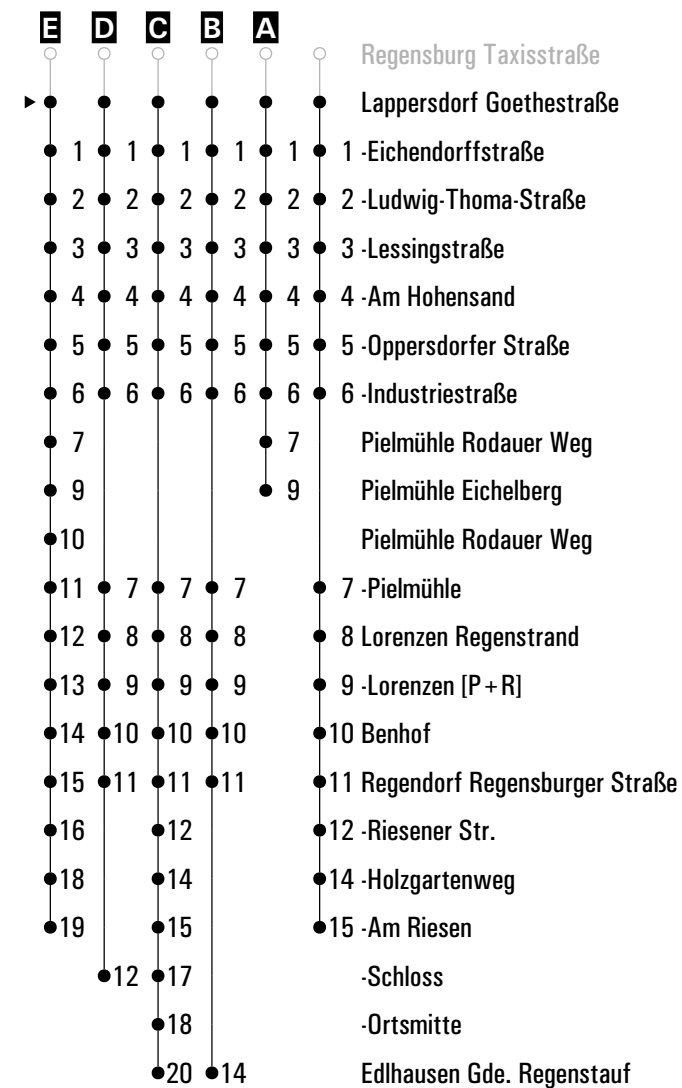 E D C B A
Regensburg Taxisstraße
Lappersdorf Goethestraße
1 1 1 1 1 1 -Eichendorffstraße
2 2 2 2 2 2 -Ludwig-Thoma-Straße
3 3 3 3 3 3 -Lessingstraße
4 4 4 4 4 4 -Am Hohensand
5 5 5 5 5 5 -Oppersdorfer Straße
6 6 6 6 6 6 -Industriestraße
7 7 Pielmühle Rodauer Weg
9 9 Pielmühle Eichelberg
10 Pielmühle Rodauer Weg
11 7 7 7 7 -Pielmühle
12 8 8 8 8 Lorenzen Regenstrand
13 9 9 9 9 -Lorenzen [P+R]
14 10 10 10 10 Benhof
15 11 11 11 11 Regendorf Regensburger Straße
16 12 12 -Riesener Str.
18 14 14 -Holzgartenweg
19 15 15 -Am Riesen
12 17 -Schloss
18 -Ortsmitte
20 14 Edlhausen Gde. Regenstauf